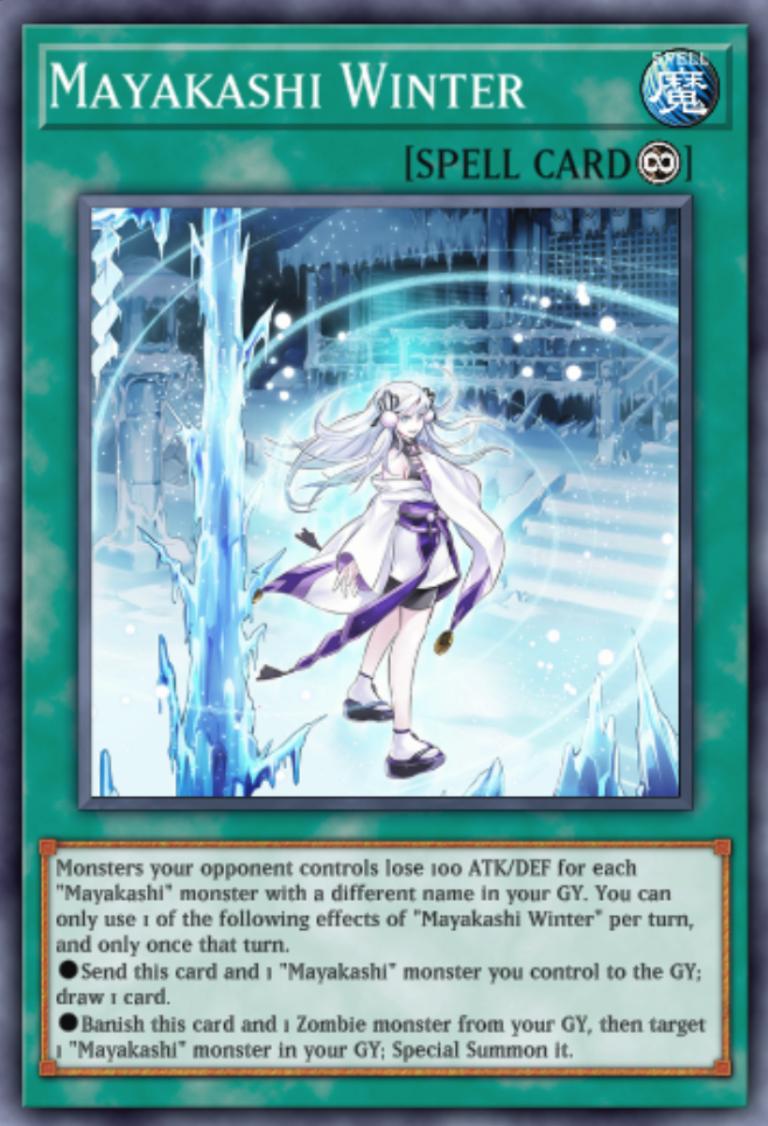 Mayakashi Winter
SPELL
魔
[SPELL CARD]
Monsters your opponent controls lose 100 ATK/DEF for each
"Mayakashi" monster with a different name in your GY. You can
only use 1 of the following effects of "Mayakashi Winter" per turn,
and only once that turn.
●Send this card and 1 "Mayakashi" monster you control to the GY;
draw 1 card.
●Banish this card and 1 Zombie monster from your GY, then target
1 "Mayakashi" monster in your GY; Special Summon it.